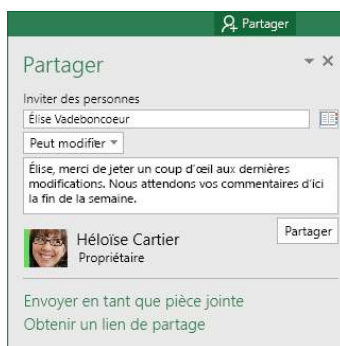 Partager
Partager
Inviter des personnes
Élise Vadeboncoeur
Peut modifier
Élise, merci de jeter un coup d'œil aux dernières
modifications. Nous attendons vos commentaires d'ici
la fin de la semaine.
Partager
Héloïse Cartier
Propriétaire
Envoyer en tant que pièce jointe
Obtenir un lien de partage